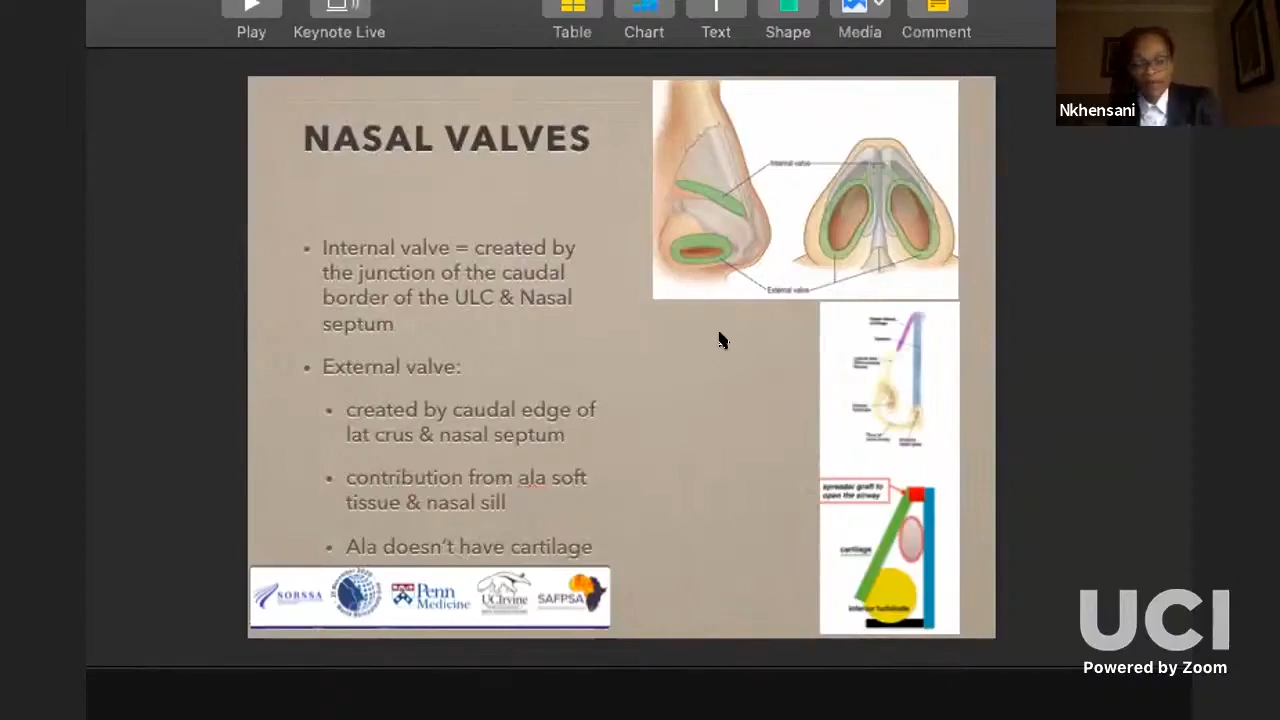 Play
Keynote Live
Table
Chart
Text
Shape
Media
Comment
Nkhensani
NASAL VALVES
• Internal valve = created by
the junction of the caudal
border of the ULC & Nasal
septum
• External valve:
• created by caudal edge of
lat crus & nasal septum
• contribution from ala soft
tissue & nasal sill
• Ala doesn't have cartilage
Internal valve
External valve
spreader graft to
open the airway
cartilage
inferior turbinate
SORSSA
Penn
Medicine
UCIrvine
SAFPSA
UCI
Powered by Zoom